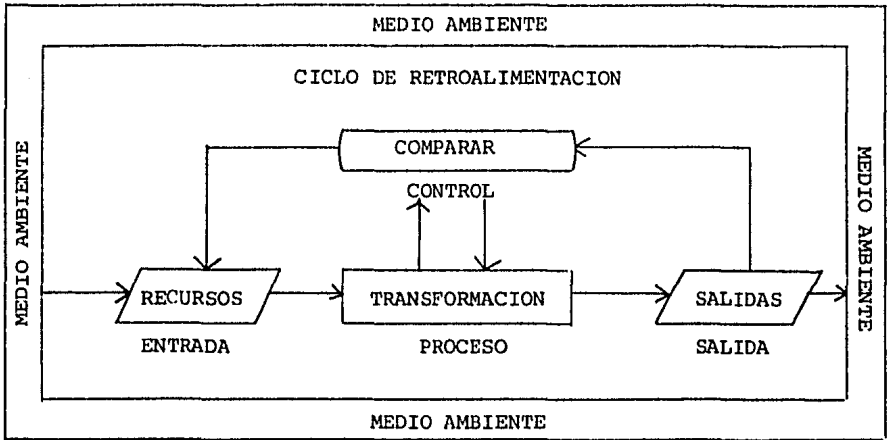 MEDIO AMBIENTE
CICLO DE RETROALIMENTACION
MEDIO AMBIENTE
COMPARAR
CONTROL
MEDIO AMBIENTE
RECURSOS
TRANSFORMACION
SALIDAS
ENTRADA
PROCESO
SALIDA
MEDIO AMBIENTE